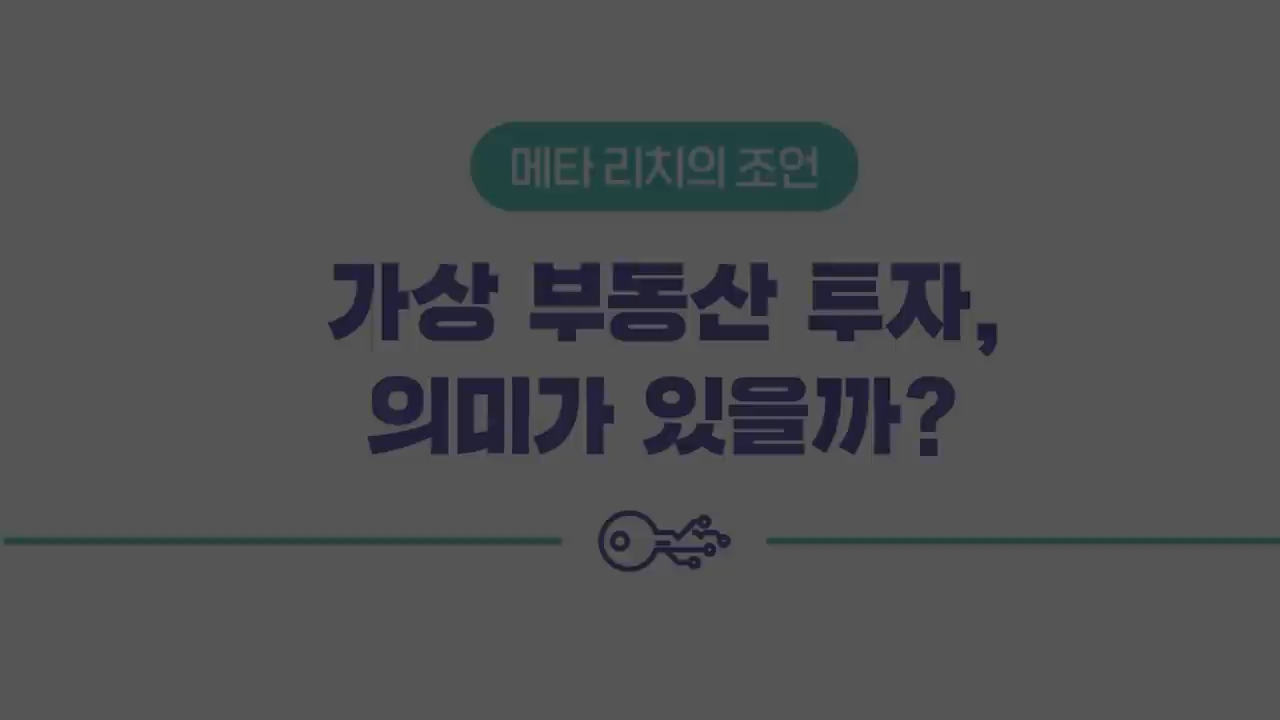 메타 리치의 조언
가상 부동산 투자,
의미가 있을까?